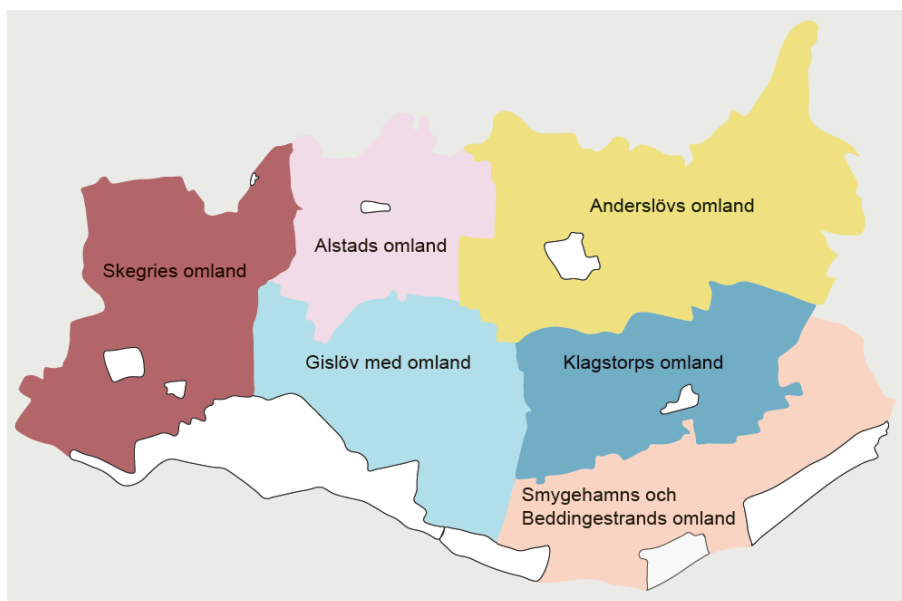 Anderslövs omland
Alstads omland
Skegries omland
Gislöv med omland
Klagstorps omland
Smygehamns och
Beddingestrands omland